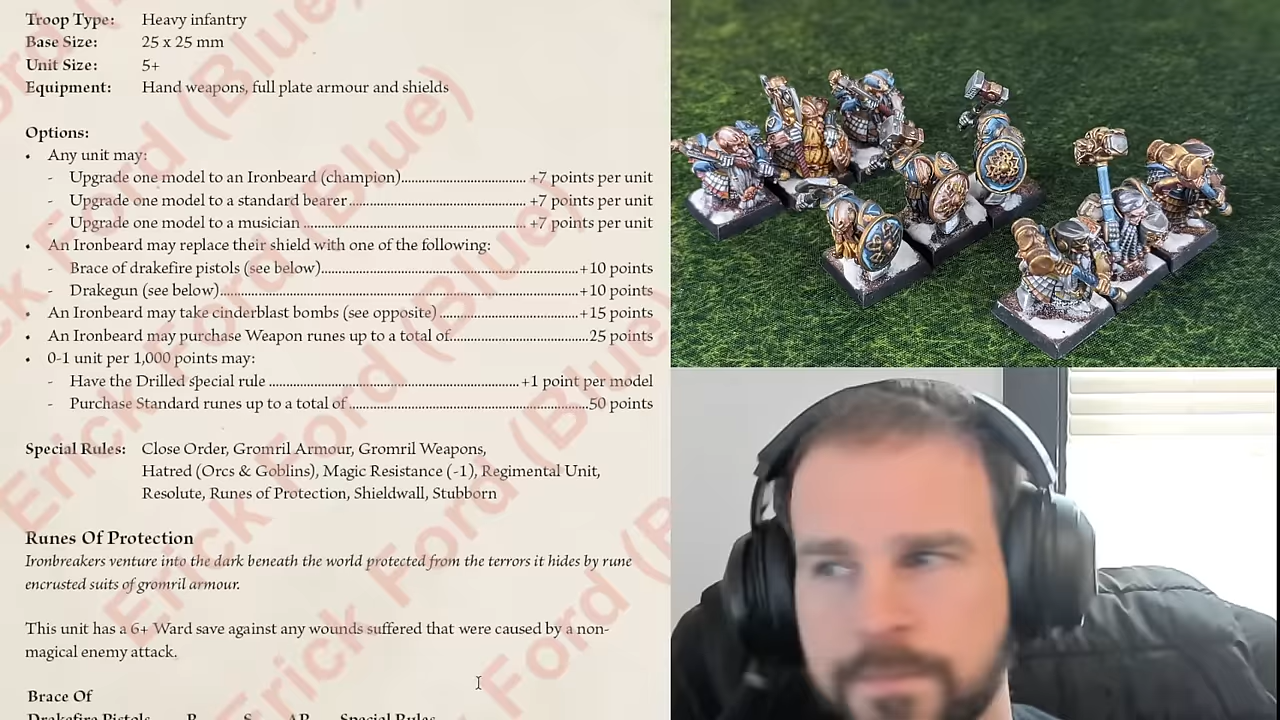 Troop Type: Heavy infantry
Base Size: 25 x 25 mm
Unit Size: 5+
Equipment: Hand weapons, full plate armour and shields
Options:
• Any unit may:
- Upgrade one model to an Ironbeard (champion)................................ +7 points per unit
- Upgrade one model to a standard bearer.............................................. +7 points per unit
- Upgrade one model to a musician ......................................................... +7 points per unit
• An Ironbeard may replace their shield with one of the following:
- Brace of drakefire pistols (see below)..................................................................+10 points
- Drakegun (see below)..............................................................................................+10 points
• An Ironbeard may take cinderblast bombs (see opposite) ...................................+15 points
• An Ironbeard may purchase Weapon runes up to a total of...................................25 points
• 0-1 unit per 1,000 points may:
- Have the Drilled special rule ................................................................+1 point per model
- Purchase Standard runes up to a total of ..............................................................50 points
Special Rules: Close Order, Gromril Armour, Gromril Weapons,
Hatred (Orcs & Goblins), Magic Resistance (-1), Regimental Unit,
Resolute, Runes of Protection, Shieldwall, Stubborn
Runes Of Protection
Ironbreakers venture into the dark beneath the world protected from the terrors it hides by rune
encrusted suits of gromril armour.
This unit has a 6+ Ward save against any wounds suffered that were caused by a non-
magical enemy attack.
Brace Of
Drakefire Pistols R S AP Special Rules
Erick Ford (Blue)